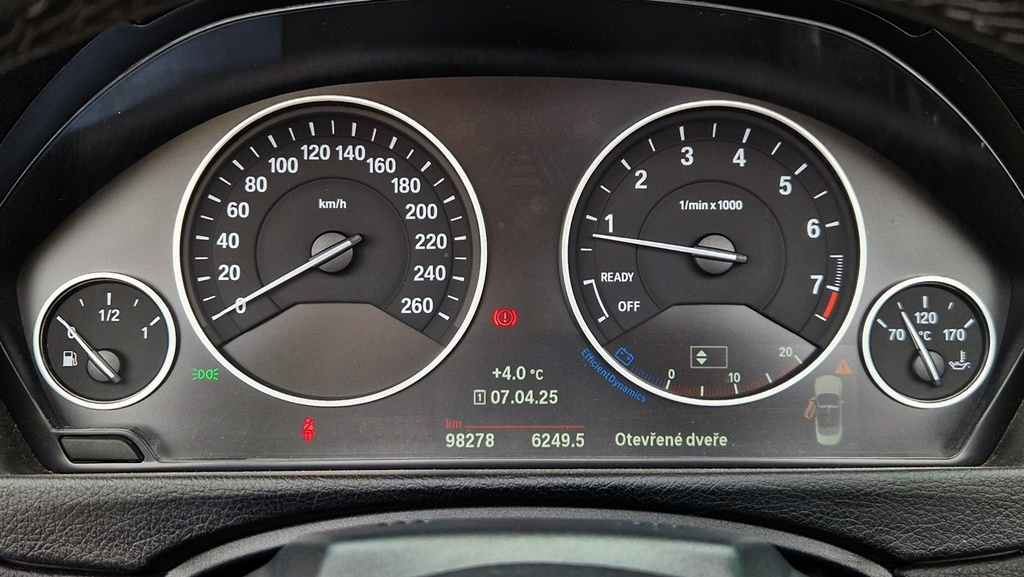 0 1/2 1
0 20 40 60 80 100 120 140 160 180 200 220 240 260
km/h
1 2 3 4 5 6 7
1/min x 1000
READY
OFF
70 120 170
°C
EfficientDynamics
0 10 20
+4.0 °C
1 07.04.25
km
98278 6249.5
Otevřené dveře